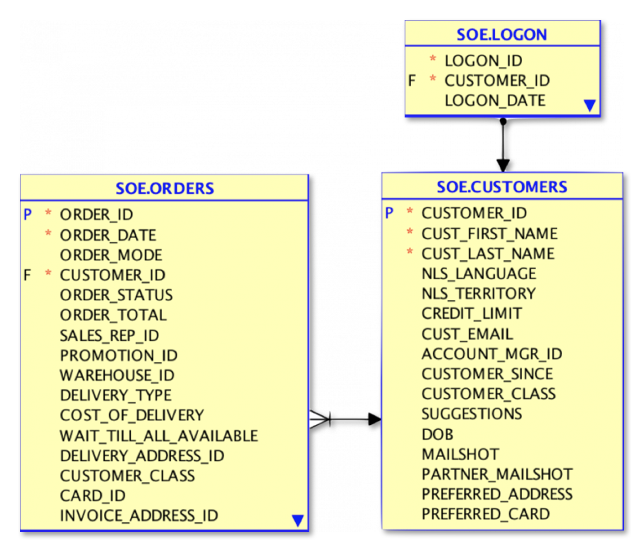 SOE.LOGON
* LOGON_ID
F * CUSTOMER_ID
LOGON_DATE
SOE.ORDERS
P * ORDER_ID
* ORDER_DATE
ORDER_MODE
F * CUSTOMER_ID
ORDER_STATUS
ORDER_TOTAL
SALES_REP_ID
PROMOTION_ID
WAREHOUSE_ID
DELIVERY_TYPE
COST_OF_DELIVERY
WAIT_TILL_ALL_AVAILABLE
DELIVERY_ADDRESS_ID
CUSTOMER_CLASS
CARD_ID
INVOICE_ADDRESS_ID
SOE.CUSTOMERS
P * CUSTOMER_ID
* CUST_FIRST_NAME
* CUST_LAST_NAME
NLS_LANGUAGE
NLS_TERRITORY
CREDIT_LIMIT
CUST_EMAIL
ACCOUNT_MGR_ID
CUSTOMER_SINCE
CUSTOMER_CLASS
SUGGESTIONS
DOB
MAILSHOT
PARTNER_MAILSHOT
PREFERRED_ADDRESS
PREFERRED_CARD